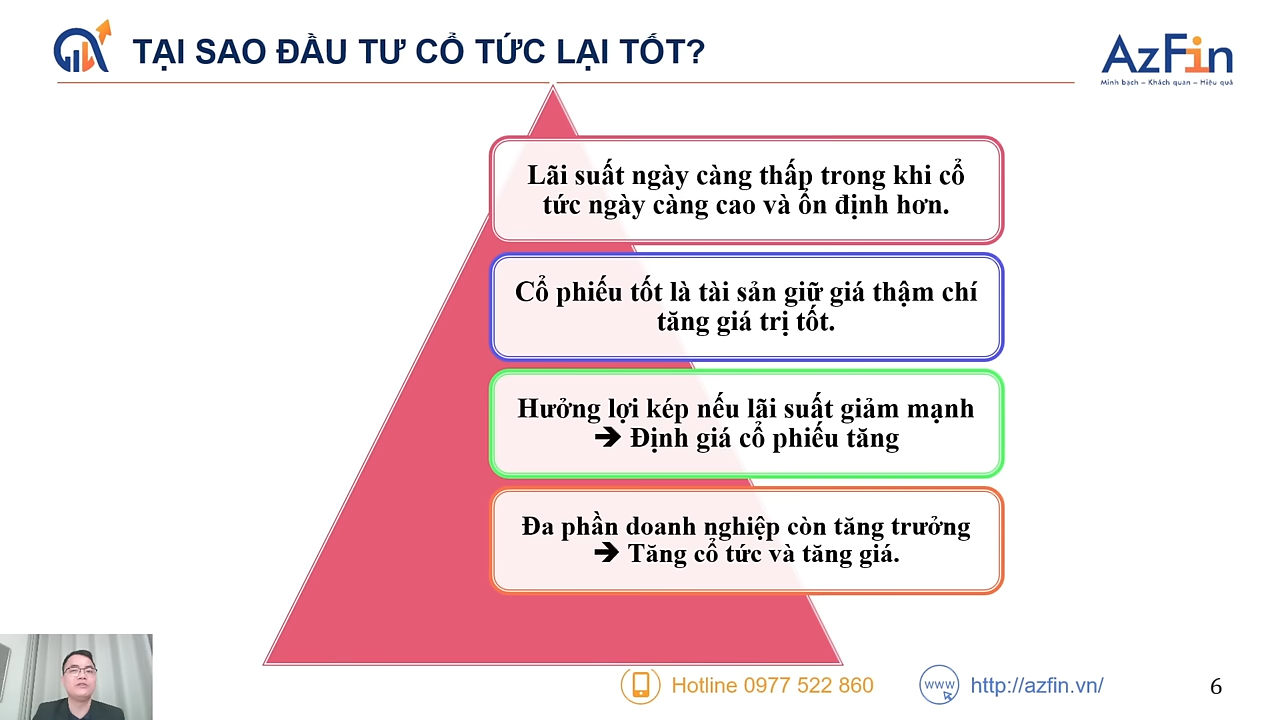 TẠI SAO ĐẦU TƯ CỔ TỨC LẠI TỐT?
AzFin
Minh bạch – Khách quan – Hiệu quả
Lãi suất ngày càng thấp trong khi cổ
tức ngày càng cao và ổn định hơn.
Cổ phiếu tốt là tài sản giữ giá thậm chí
tăng giá trị tốt.
Hưởng lợi kép nếu lãi suất giảm mạnh
➔ Định giá cổ phiếu tăng
Đa phần doanh nghiệp còn tăng trưởng
➔ Tăng cổ tức và tăng giá.
Hotline 0977 522 860
www
http://azfin.vn/
6